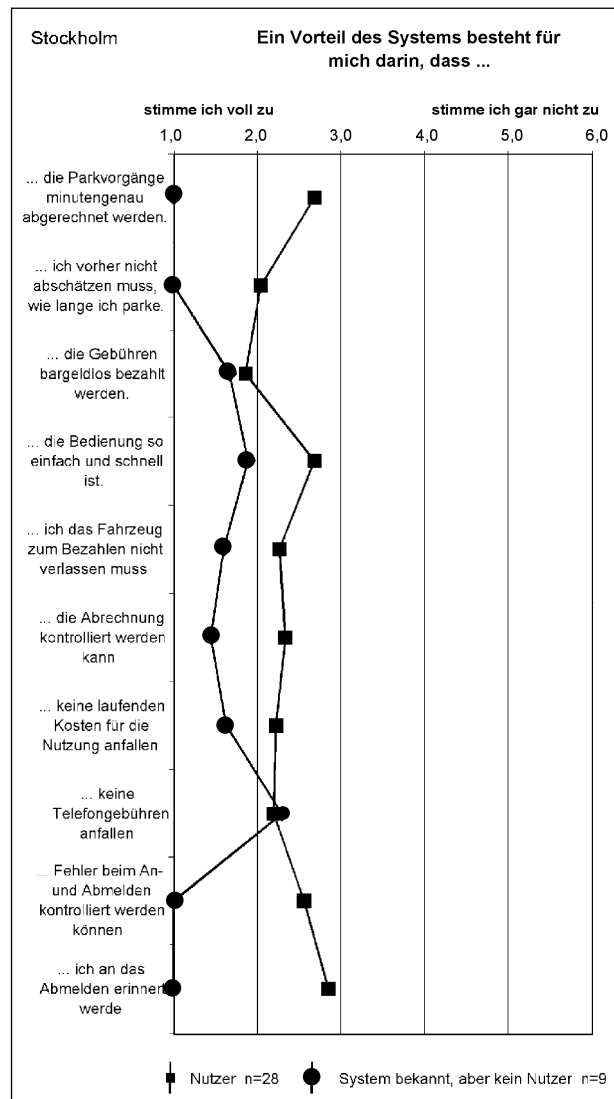 Stockholm
Ein Vorteil des Systems besteht für
mich darin, dass ...
stimme ich voll zu
stimme ich gar nicht zu
1,0 2,0 3,0 4,0 5,0 6,0
... die Parkvorgänge
minutengenau
abgerechnet werden.
... ich vorher nicht
abschätzen muss,
wie lange ich parke.
... die Gebühren
bargeldlos bezahlt
werden.
... die Bedienung so
einfach und schnell
ist.
... ich das Fahrzeug
zum Bezahlen nicht
verlassen muss
... die Abrechnung
kontrolliert werden
kann
... keine laufenden
Kosten für die
Nutzung anfallen
... keine
Telefongebühren
anfallen
... Fehler beim An-
und Abmelden
kontrolliert werden
können
... ich an das
Abmelden erinnert
werde
Nutzer n=28
System bekannt, aber kein Nutzer n=9